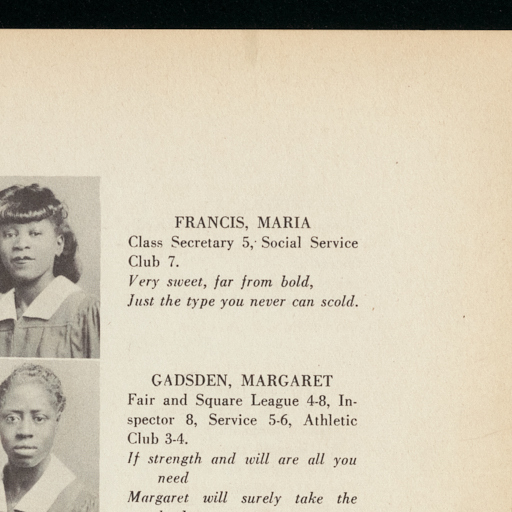 FRANCIS, MARIA
Class Secretary 5, Social Service
Club 7.
Very sweet, far from bold,
Just the type you never can scold.
GADSDEN, MARGARET
Fair and Square League 4-8, In-
spector 8, Service 5-6, Athletic
Club 3-4.
If strength and will are all you
need
Margaret will surely take the